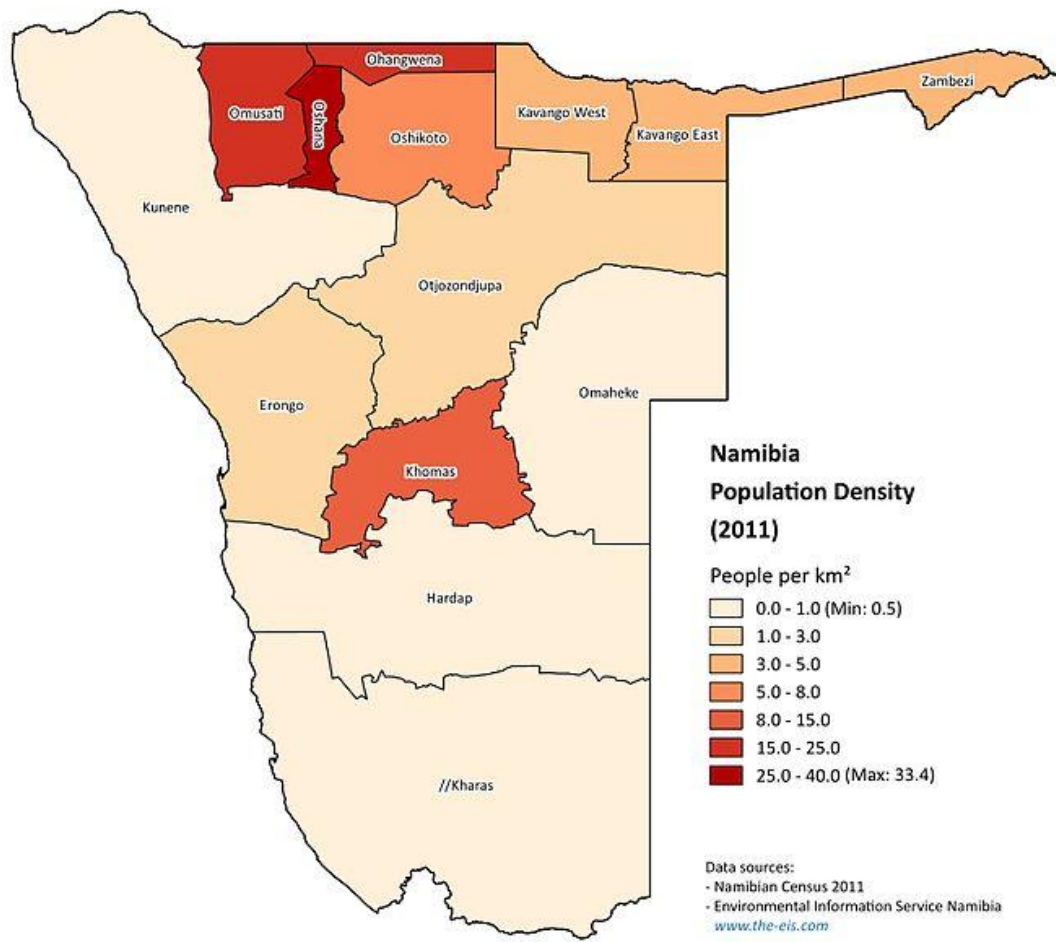 Ohangwena
Zambezi
Omusati
Oshana
Oshikoto
Kavango West
Kavango East
Kunene
Otjozondjupa
Omaheke
Erongo
Khomas
Hardap
//Kharas
Namibia
Population Density
(2011)
People per km²
0.0 - 1.0 (Min: 0.5)
1.0 - 3.0
3.0 - 5.0
5.0 - 8.0
8.0 - 15.0
15.0 - 25.0
25.0 - 40.0 (Max: 33.4)
Data sources:
- Namibian Census 2011
- Environmental Information Service Namibia
www.the-eis.com